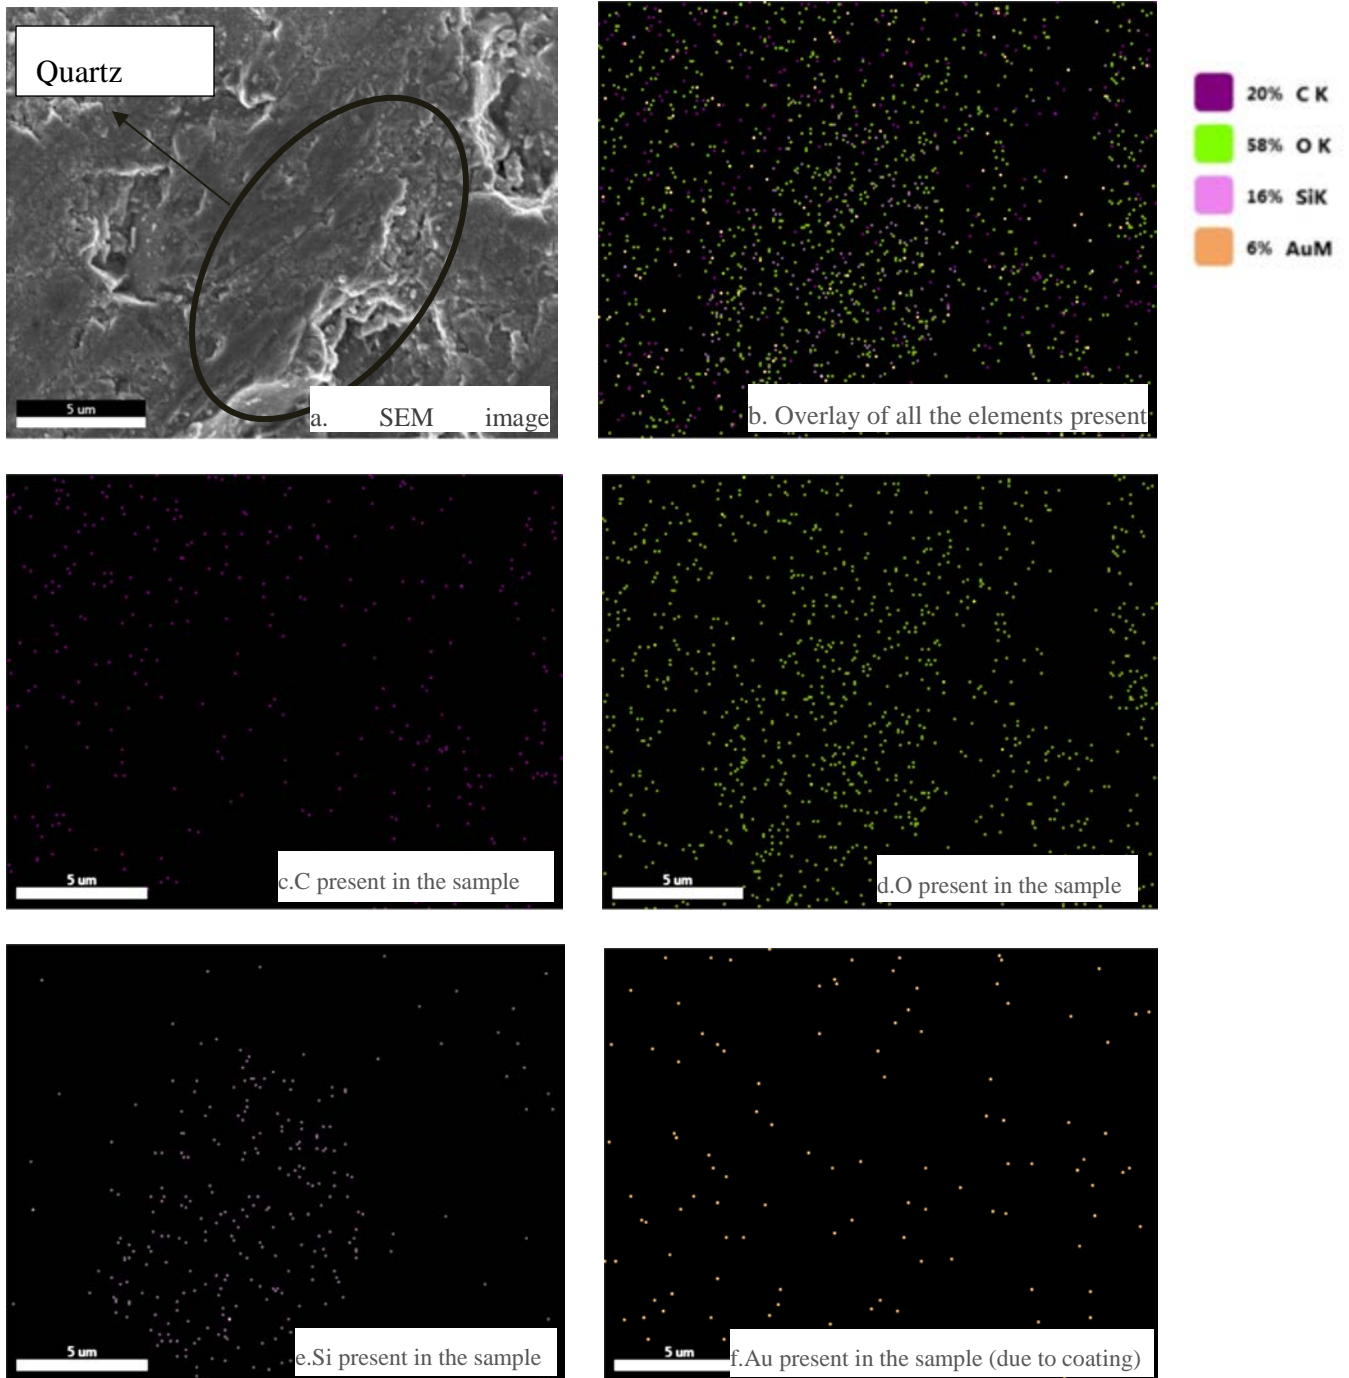 Quartz
5 um
a. SEM image
b. Overlay of all the elements present
20% C K
58% O K
16% SiK
6% AuM
5 um
c.C present in the sample
5 um
d.O present in the sample
5 um
e.Si present in the sample
5 um
f.Au present in the sample (due to coating)